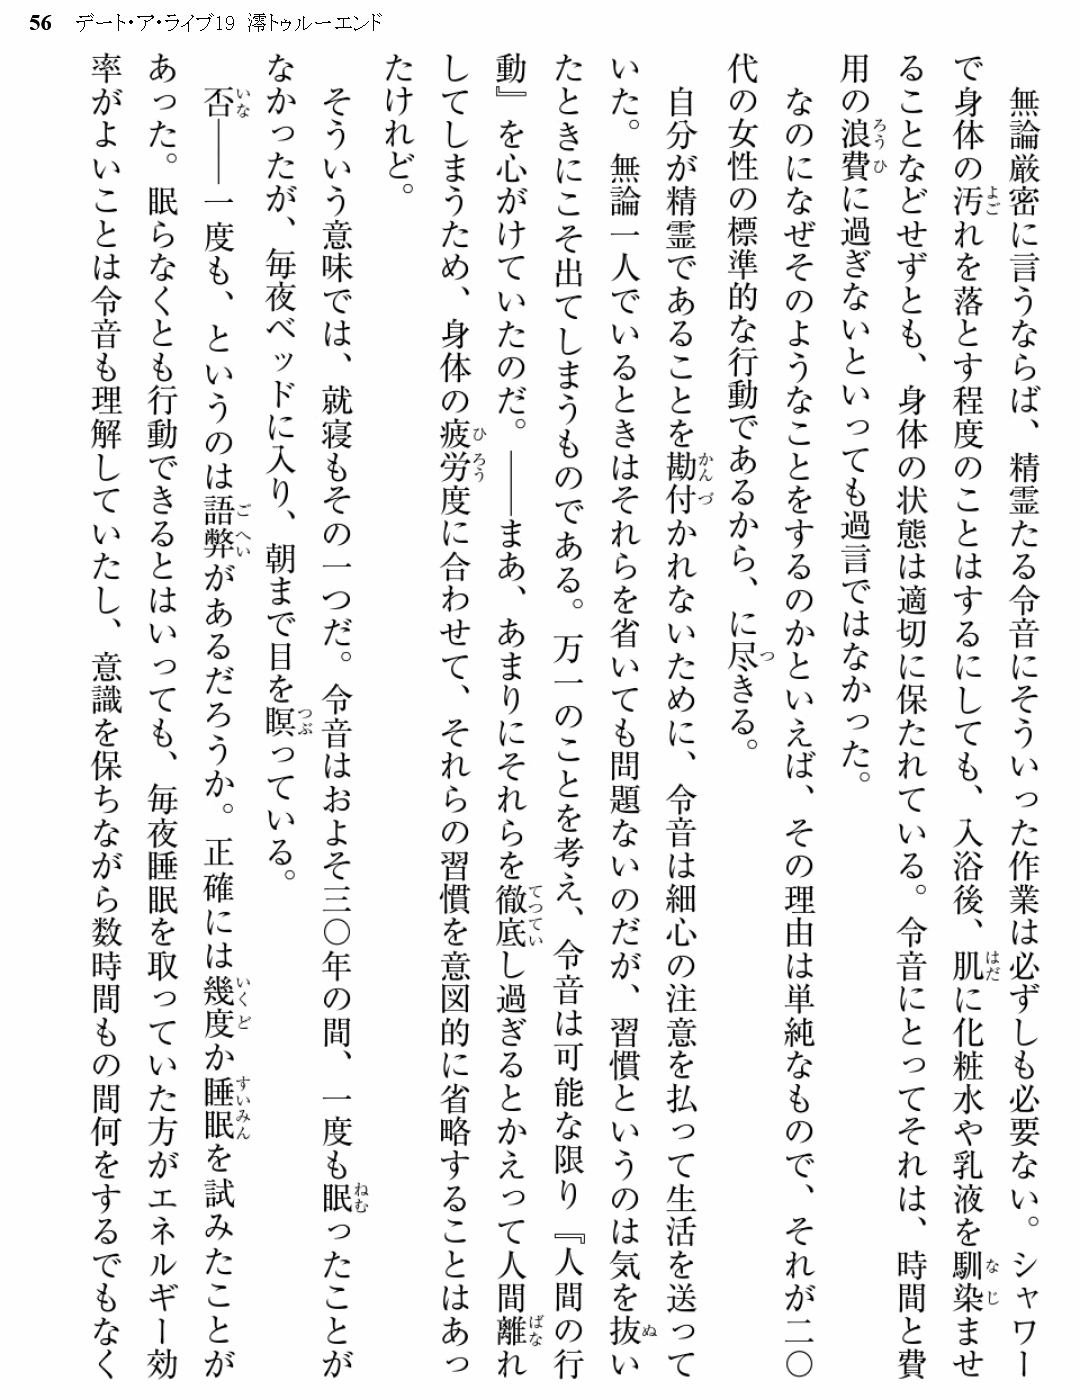 56 デート・ア・ライブ19 澪トゥルーエンド
無論厳密に言うならば、精霊たる令音にそういった作業は必ずしも必要ない。シャワー
で身体の汚れを落とす程度のことはするにしても、入浴後、肌に化粧水や乳液を馴染ませ
ることなどせずとも、身体の状態は適切に保たれている。令音にとってそれは、時間と費
用の浪費に過ぎないといっても過言ではなかった。
なのになぜそのようなことをするのかといえば、その理由は単純なもので、それが二〇
代の女性の標準的な行動であるから、に尽きる。
自分が精霊であることを勘付かれないために、令音は細心の注意を払って生活を送って
いた。無論一人でいるときはそれらを省いても問題ないのだが、習慣というのは気を抜い
たときにこそ出てしまうものである。万一のことを考え、令音は可能な限り『人間の行
動』を心がけていたのだ。――まあ、あまりにそれらを徹底し過ぎるとかえって人間離れ
してしまうため、身体の疲労度に合わせて、それらの習慣を意図的に省略することはあっ
たけれど。
そういう意味では、就寝もその一つだ。令音はおよそ三〇年の間、一度も眠ったことが
なかったが、毎夜ベッドに入り、朝まで目を瞑っている。
否――一度も、というのは語弊があるだろうか。正確には幾度か睡眠を試みたことが
あった。眠らなくとも行動できるとはいっても、毎夜睡眠を取っていた方がエネルギー効
率がよいことは令音も理解していたし、意識を保ちながら数時間もの間何をするでもなく